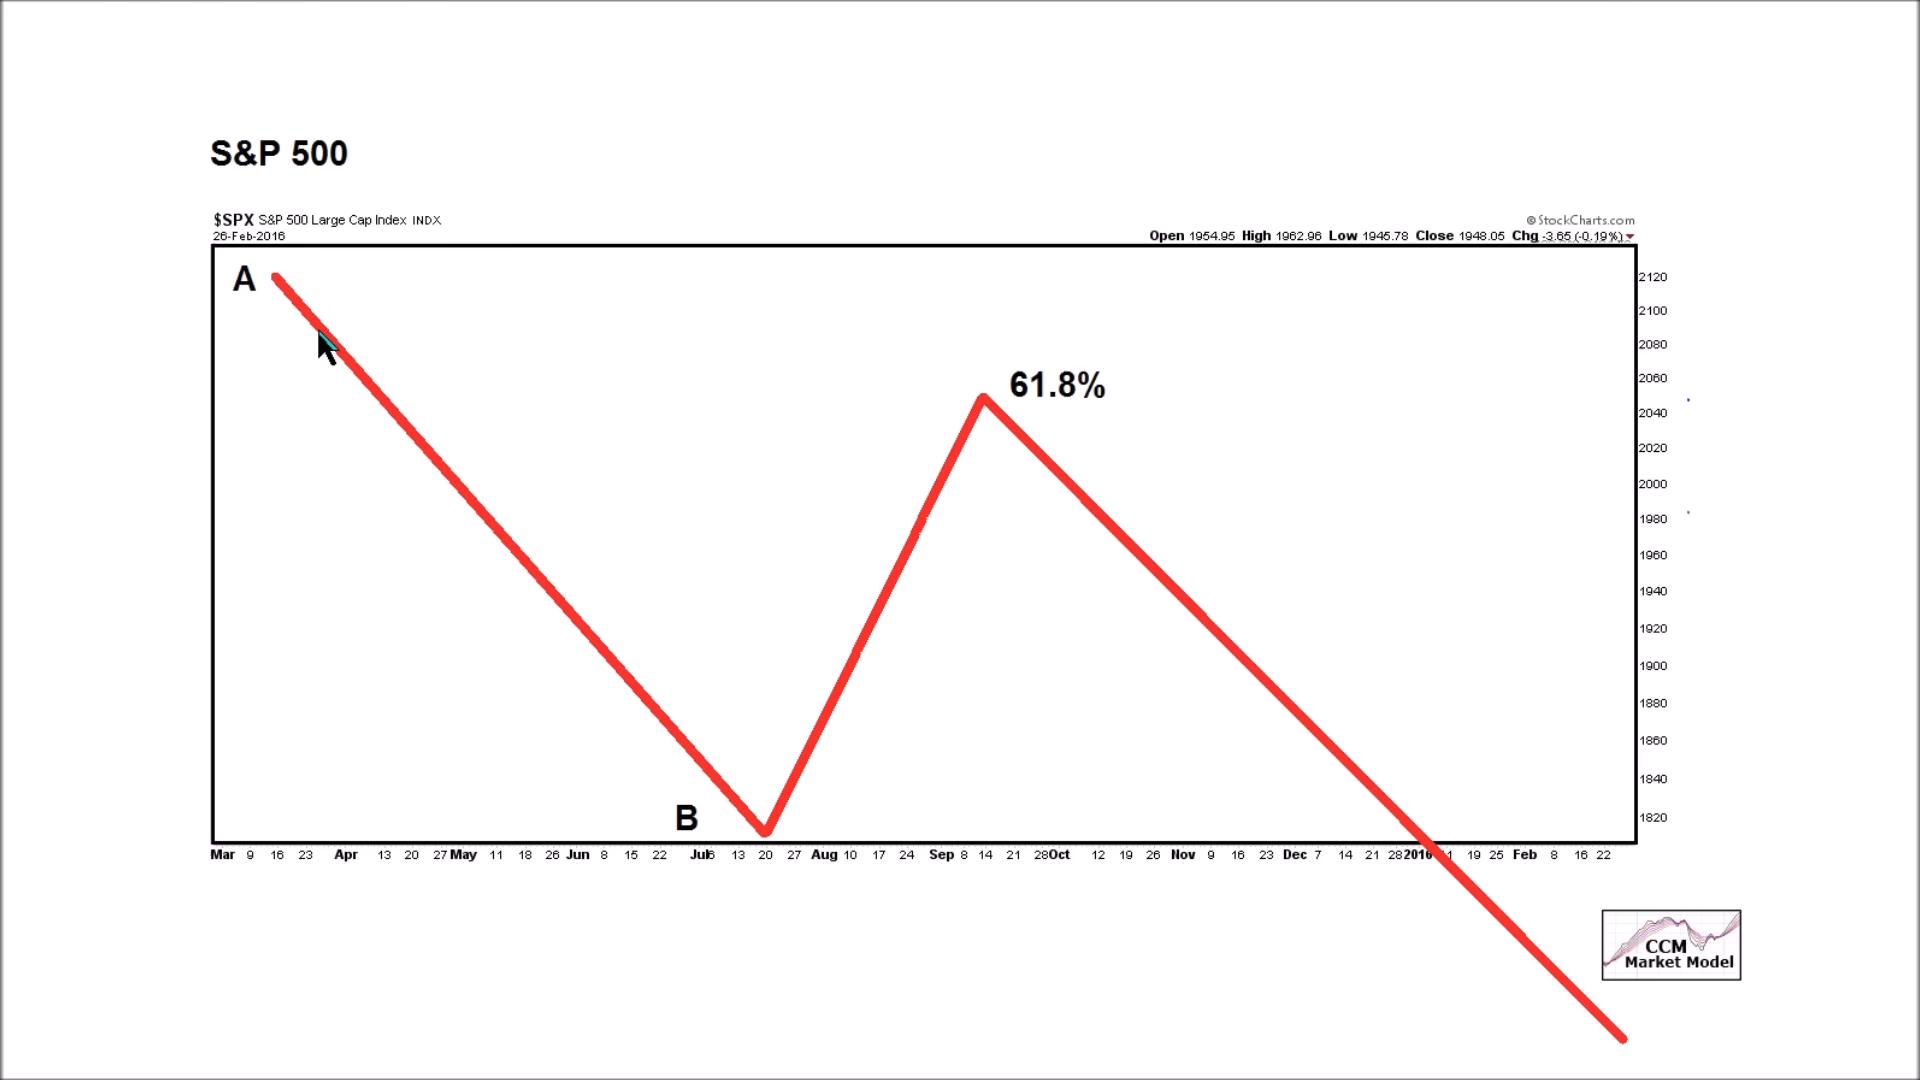 S&P 500
$SPX S&P 500 Large Cap Index INDX
© StockCharts.com
26-Feb-2016
Open 1954.95 High 1962.96 Low 1945.78 Close 1948.05 Chg -3.65 (-0.19%)
A
2120
2100
2080
61.8%
2060
2040
2020
2000
1980
1960
1940
1920
1900
1880
1860
1840
B
1820
Mar 9 16 23 Apr 13 20 27 May 11 18 26 Jun 8 15 22 Jul 6 13 20 27 Aug 10 17 24 Sep 8 14 21 28 Oct 12 19 26 Nov 9 16 23 Dec 7 14 21 28 2016 19 25 Feb 8 16 22
CCM
Market Model